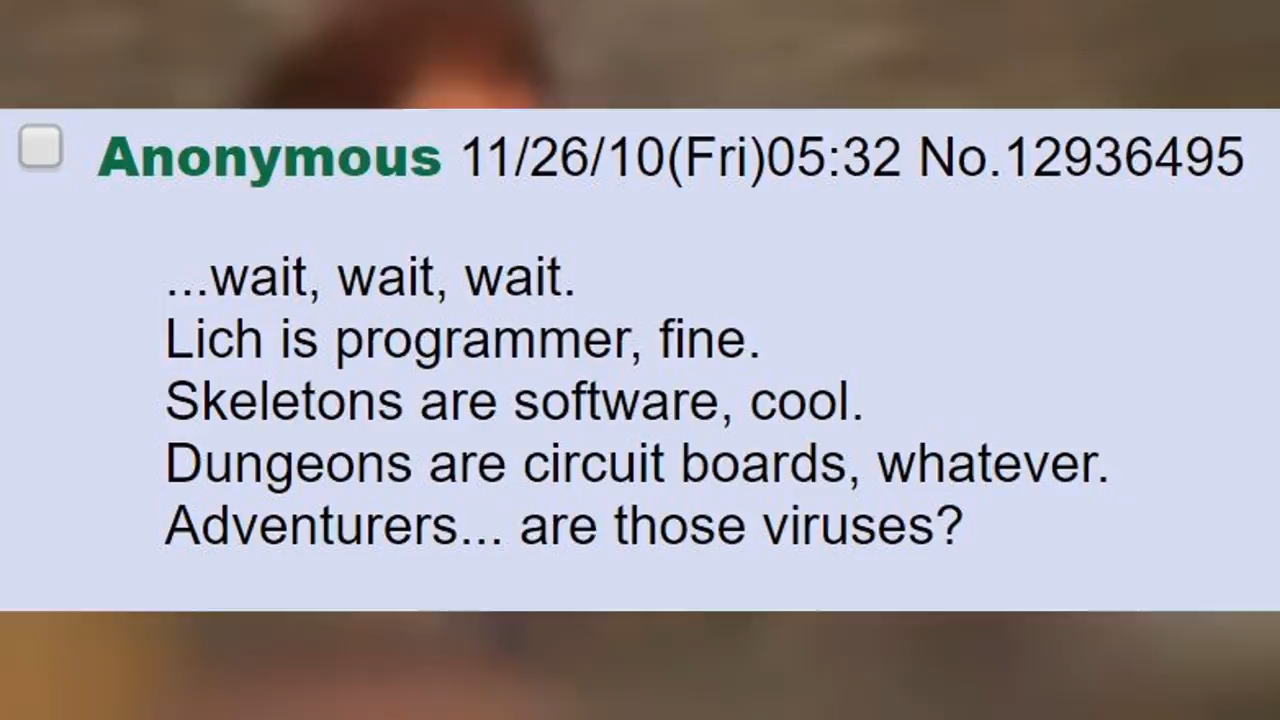 Anonymous 11/26/10(Fri)05:32 No.12936495
...wait, wait, wait.
Lich is programmer, fine.
Skeletons are software, cool.
Dungeons are circuit boards, whatever.
Adventurers... are those viruses?